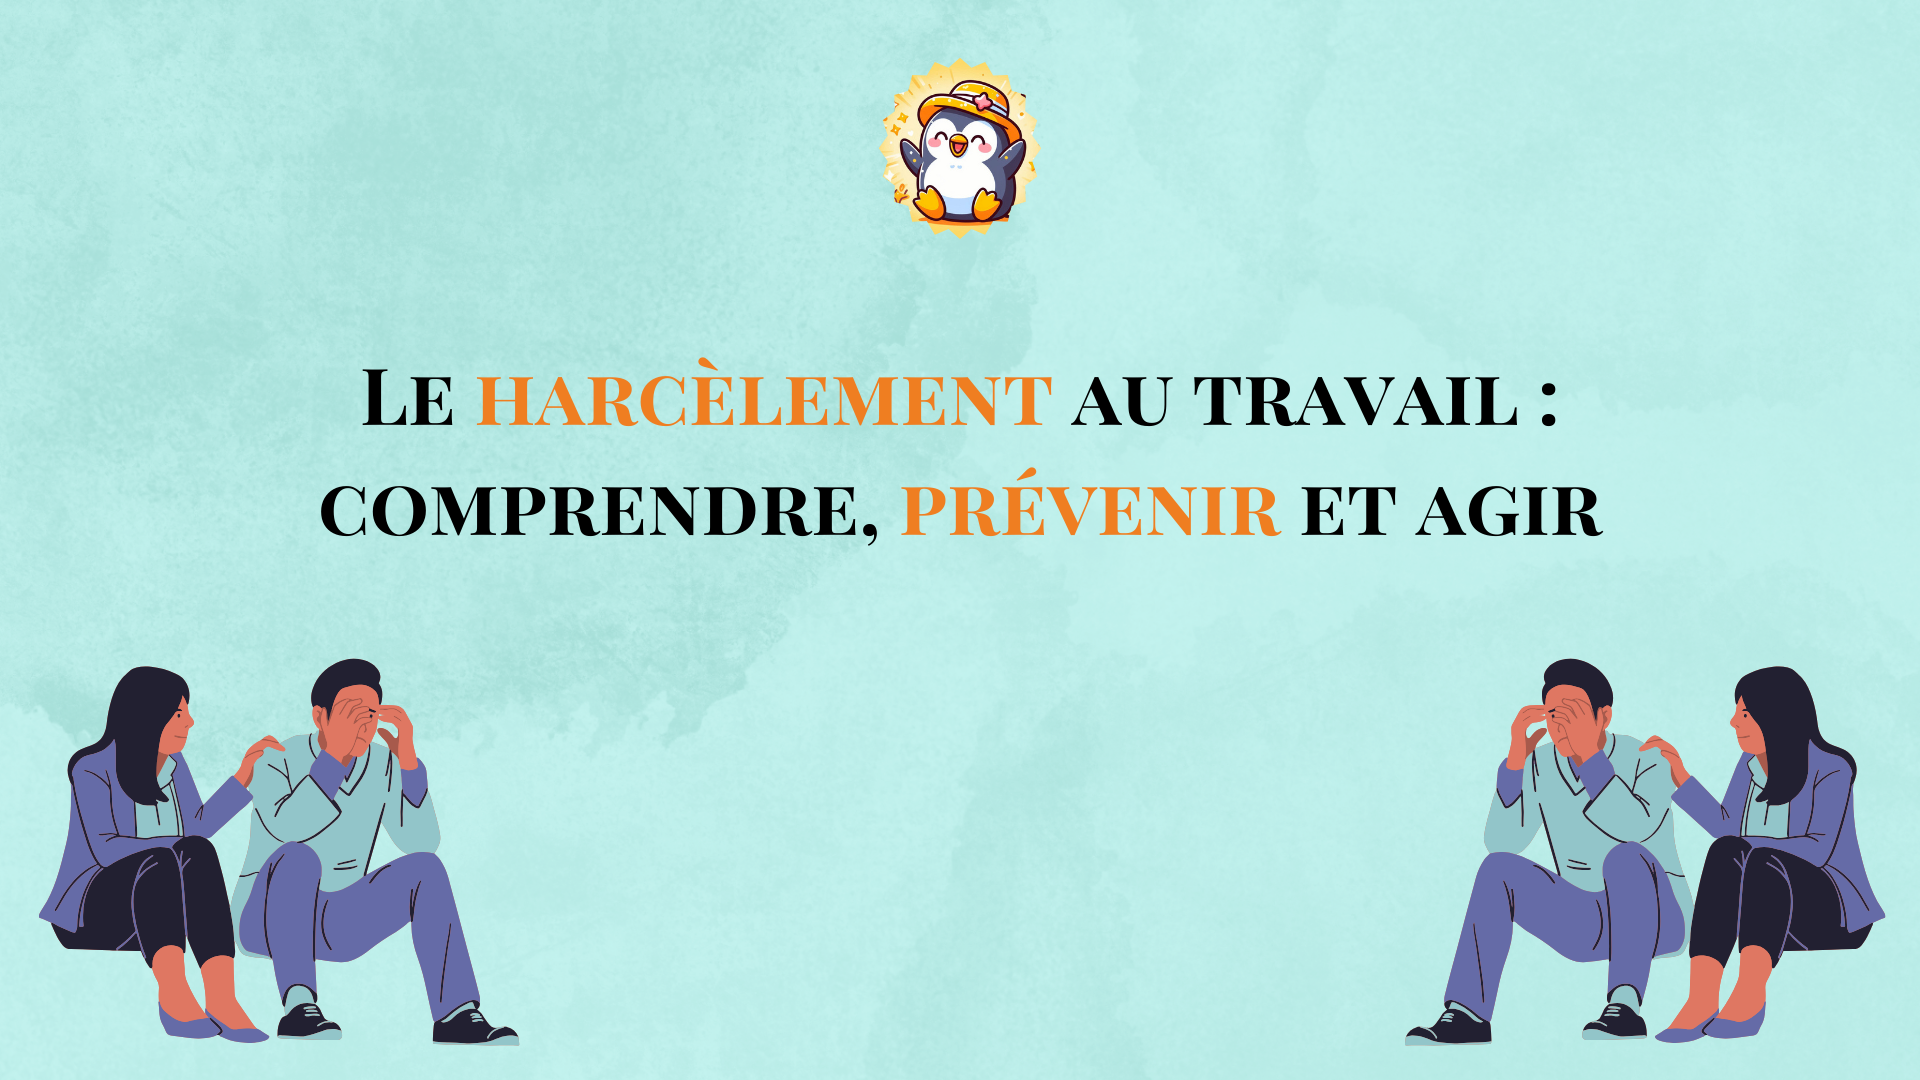 Le harcèlement au travail :
comprendre, prévenir et agir